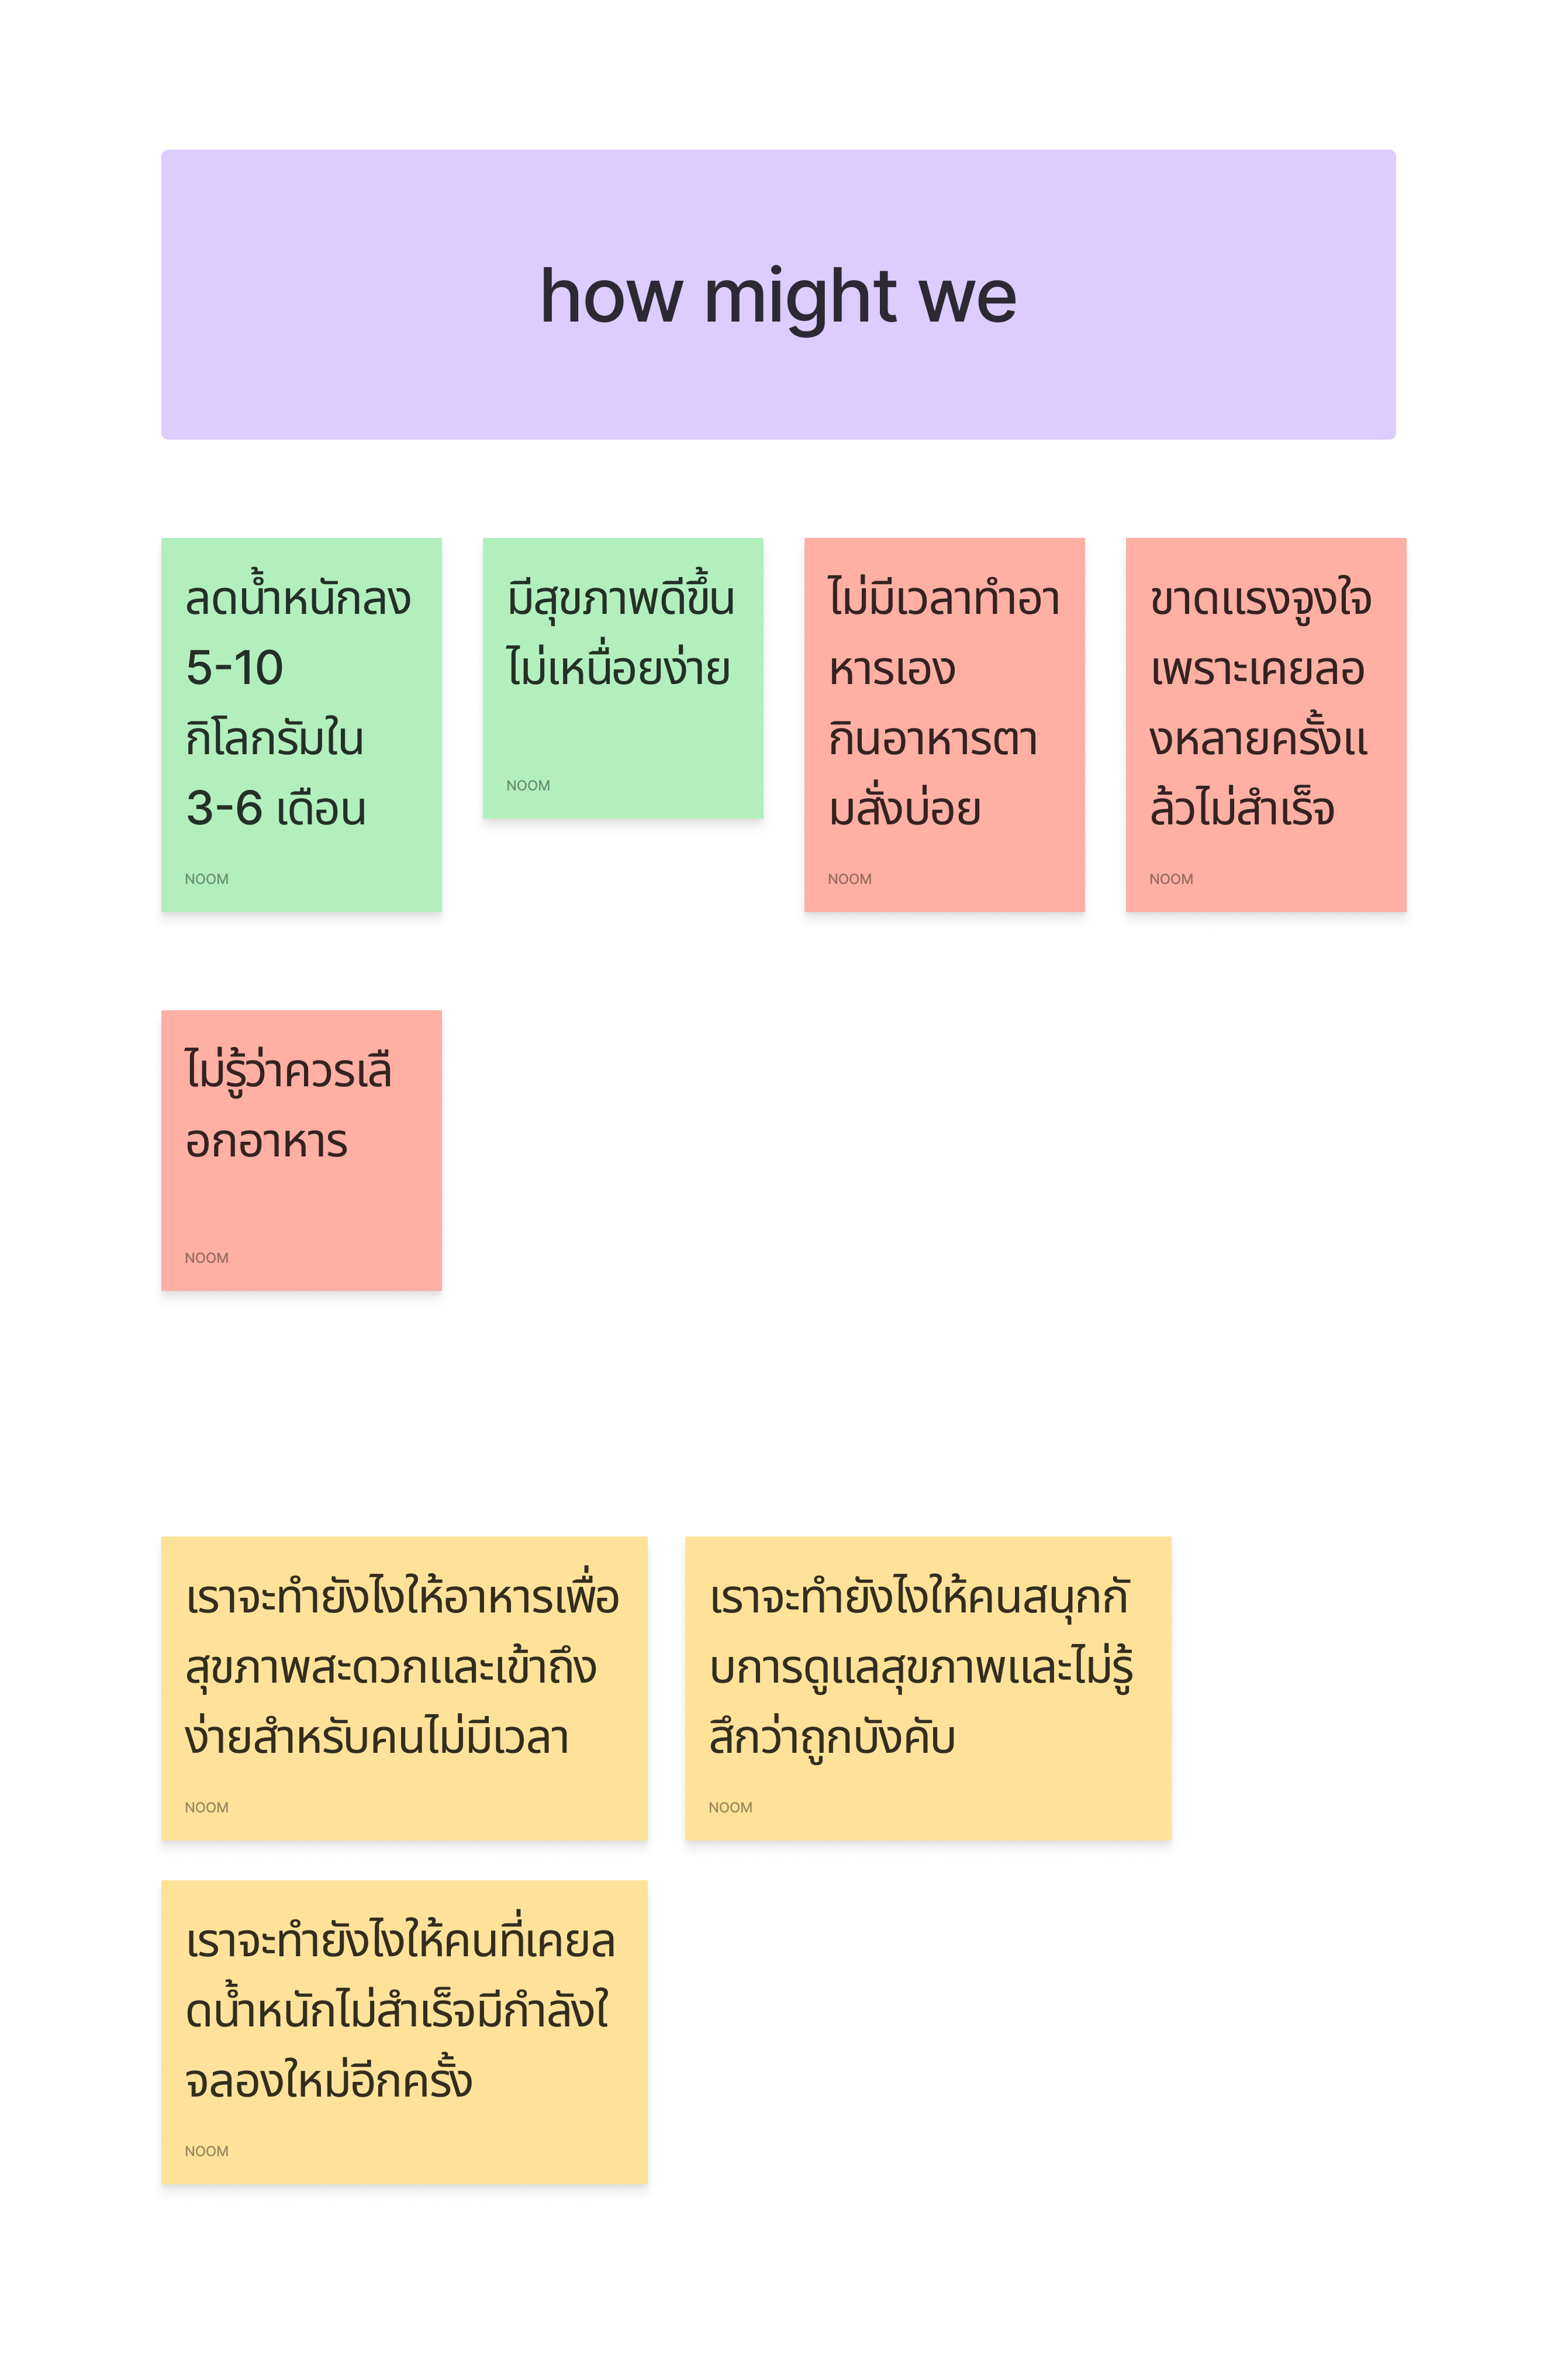 how might we
ลดน้ำหนักลง
5-10
กิโลกรัมใน
3-6 เดือน
NOOM
มีสุขภาพดีขึ้น
ไม่เหนื่อยง่าย
NOOM
ไม่มีเวลาทำอา
หารเอง
กินอาหารตา
มสั่งบ่อย
NOOM
ขาดแรงจูงใจ
เพราะเคยลอ
งหลายครั้งแ
ล้วไม่สำเร็จ
NOOM
ไม่รู้ว่าควรเลื
อกอาหาร
NOOM
เราจะทำยังไงให้อาหารเพื่อ
สุขภาพสะดวกและเข้าถึง
ง่ายสำหรับคนไม่มีเวลา
NOOM
เราจะทำยังไงให้คนสนุกกั
บการดูแลสุขภาพและไม่รู้
สึกว่าถูกบังคับ
NOOM
เราจะทำยังไงให้คนที่เคยล
ดน้ำหนักไม่สำเร็จมีกำลังใ
จลองใหม่อีกครั้ง
NOOM